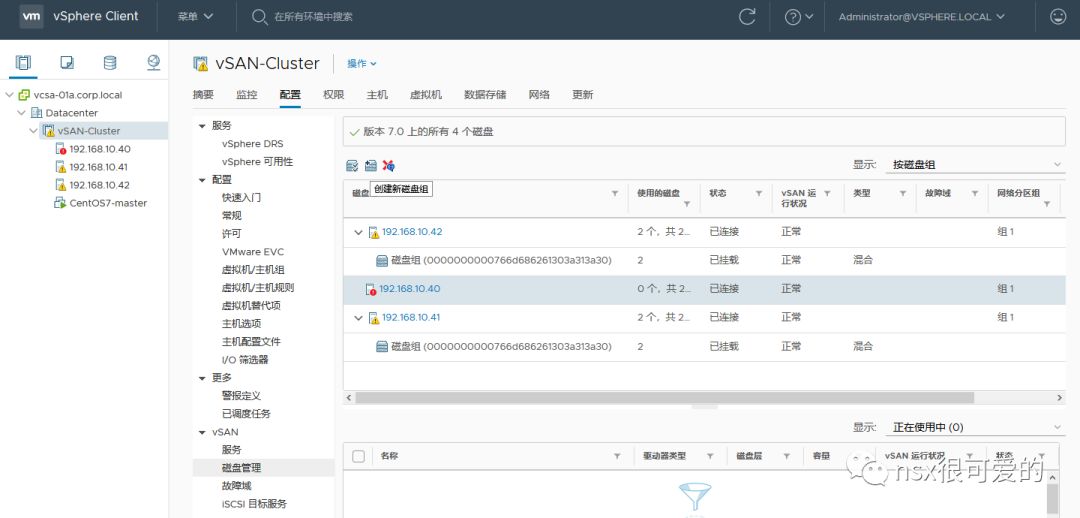 vm vSphere Client 菜单 在所有环境中搜索 Administrator@VSPHERE.LOCAL
vcsa-01a.corp.local
Datacenter
vSAN-Cluster
192.168.10.40
192.168.10.41
192.168.10.42
CentOS7-master
vSAN-Cluster 操作
摘要 监控 配置 权限 主机 虚拟机 数据存储 网络 更新
服务
vSphere DRS
vSphere 可用性
配置
快速入门
常规
许可
VMware EVC
虚拟机/主机组
虚拟机/主机规则
虚拟机替代项
主机选项
主机配置文件
I/O 筛选器
更多
警报定义
已调度任务
vSAN
服务
磁盘管理
故障域
iSCSI 目标服务
版本 7.0 上的所有 4 个磁盘
显示: 按磁盘组
创建新磁盘组
磁盘 使用的磁盘 状态 vSAN 运行状况 类型 故障域 网络分区组
192.168.10.42 2 个，共 2... 已连接 正常 组 1
磁盘组 (0000000000766d686261303a313a30) 2 已挂载 正常 混合
192.168.10.40 0 个，共 2... 已连接 正常 组 1
192.168.10.41 2 个，共 2... 已连接 正常 组 1
磁盘组 (0000000000766d686261303a313a30) 2 已挂载 正常 混合
显示: 正在使用中 (0)
名称 驱动器类型 磁盘层 容量 vSAN 运行状况 状态
nsx很可爱的